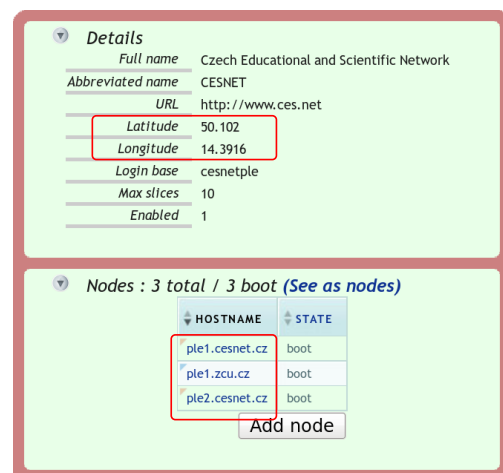 Details
Full name Czech Educational and Scientific Network
Abbreviated name CESNET
URL http://www.ces.net
Latitude 50.102
Longitude 14.3916
Login base cesnetple
Max slices 10
Enabled 1
Nodes : 3 total / 3 boot (See as nodes)
HOSTNAME STATE
ple1.cesnet.cz boot
ple1.zcu.cz boot
ple2.cesnet.cz boot
Add node